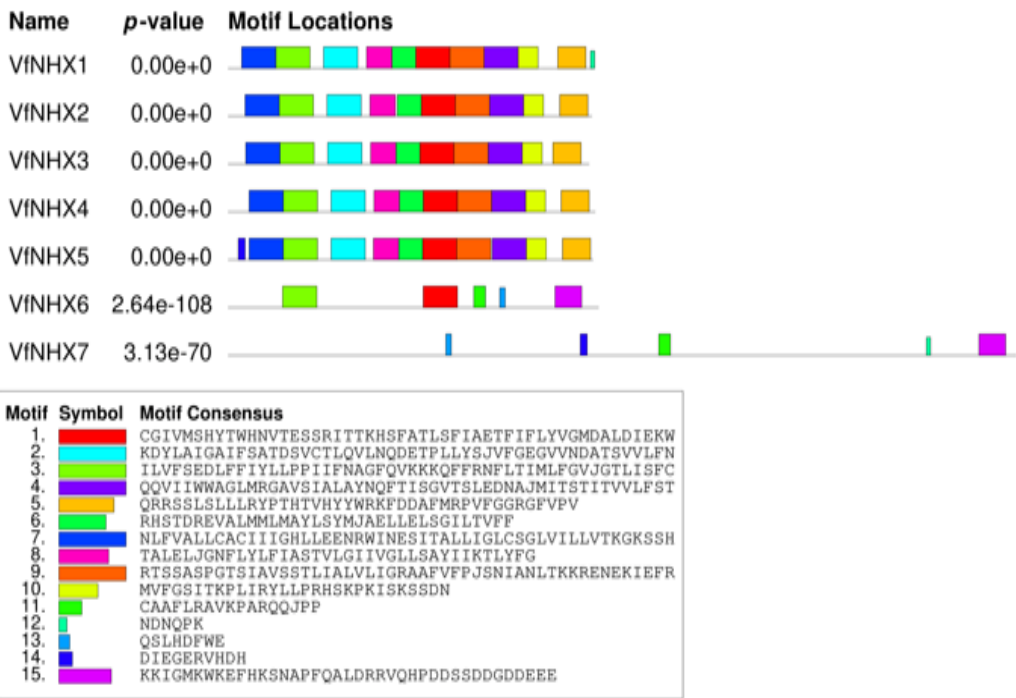 Name p-value Motif Locations
VfNHX1 0.00e+0
VfNHX2 0.00e+0
VfNHX3 0.00e+0
VfNHX4 0.00e+0
VfNHX5 0.00e+0
VfNHX6 2.64e-108
VfNHX7 3.13e-70
Motif Symbol Motif Consensus
1. CGIVMSHYTWHNVTESSRITTKHSFATLSFIAETFIFLYVGMDALDIEKW
2. KDYLAIGAIFSATDSVCTLQVLNQDETPLLYSJVFGEGVVNDATSVVLFN
3. ILVFSEDLFFIYLLPPIIFNAGFQVKKKQFFRNFLTIMLFGVJGTLISFC
4. QQVIIWWAGLMRGAVSIALAYNQFTISGVTSLEDNAJMITSTITVVLFST
5. QRRSSLSLLLRYPTHTVHYYWRKFDDAFMRPVFGGRGFVPV
6. RHSTDREVALMMLMAYLSYMJAELLELSGILTVFF
7. NLFVALLCACIIIGHLLEENRWINESITALLIGLCSGLVILLVTKGKSSH
8. TALELJGNFLYLFIASTVLGIIVGLLSAYIIKTLYFG
9. RTSSASPGTSIAVSSTLIALVLIGRAAFVFPJSNIANLTKKRENEKIEFR
10. MVFGSITKPLIRYLLPRHSKPKISKSSDN
11. CAAFLRAVKPARQQJPP
12. NDNQPK
13. QSLHDFWE
14. DIEGERVHDH
15. KKIGMKWKEFHKSNAPFQALDRRVQHPDDSSDDGDDEEE